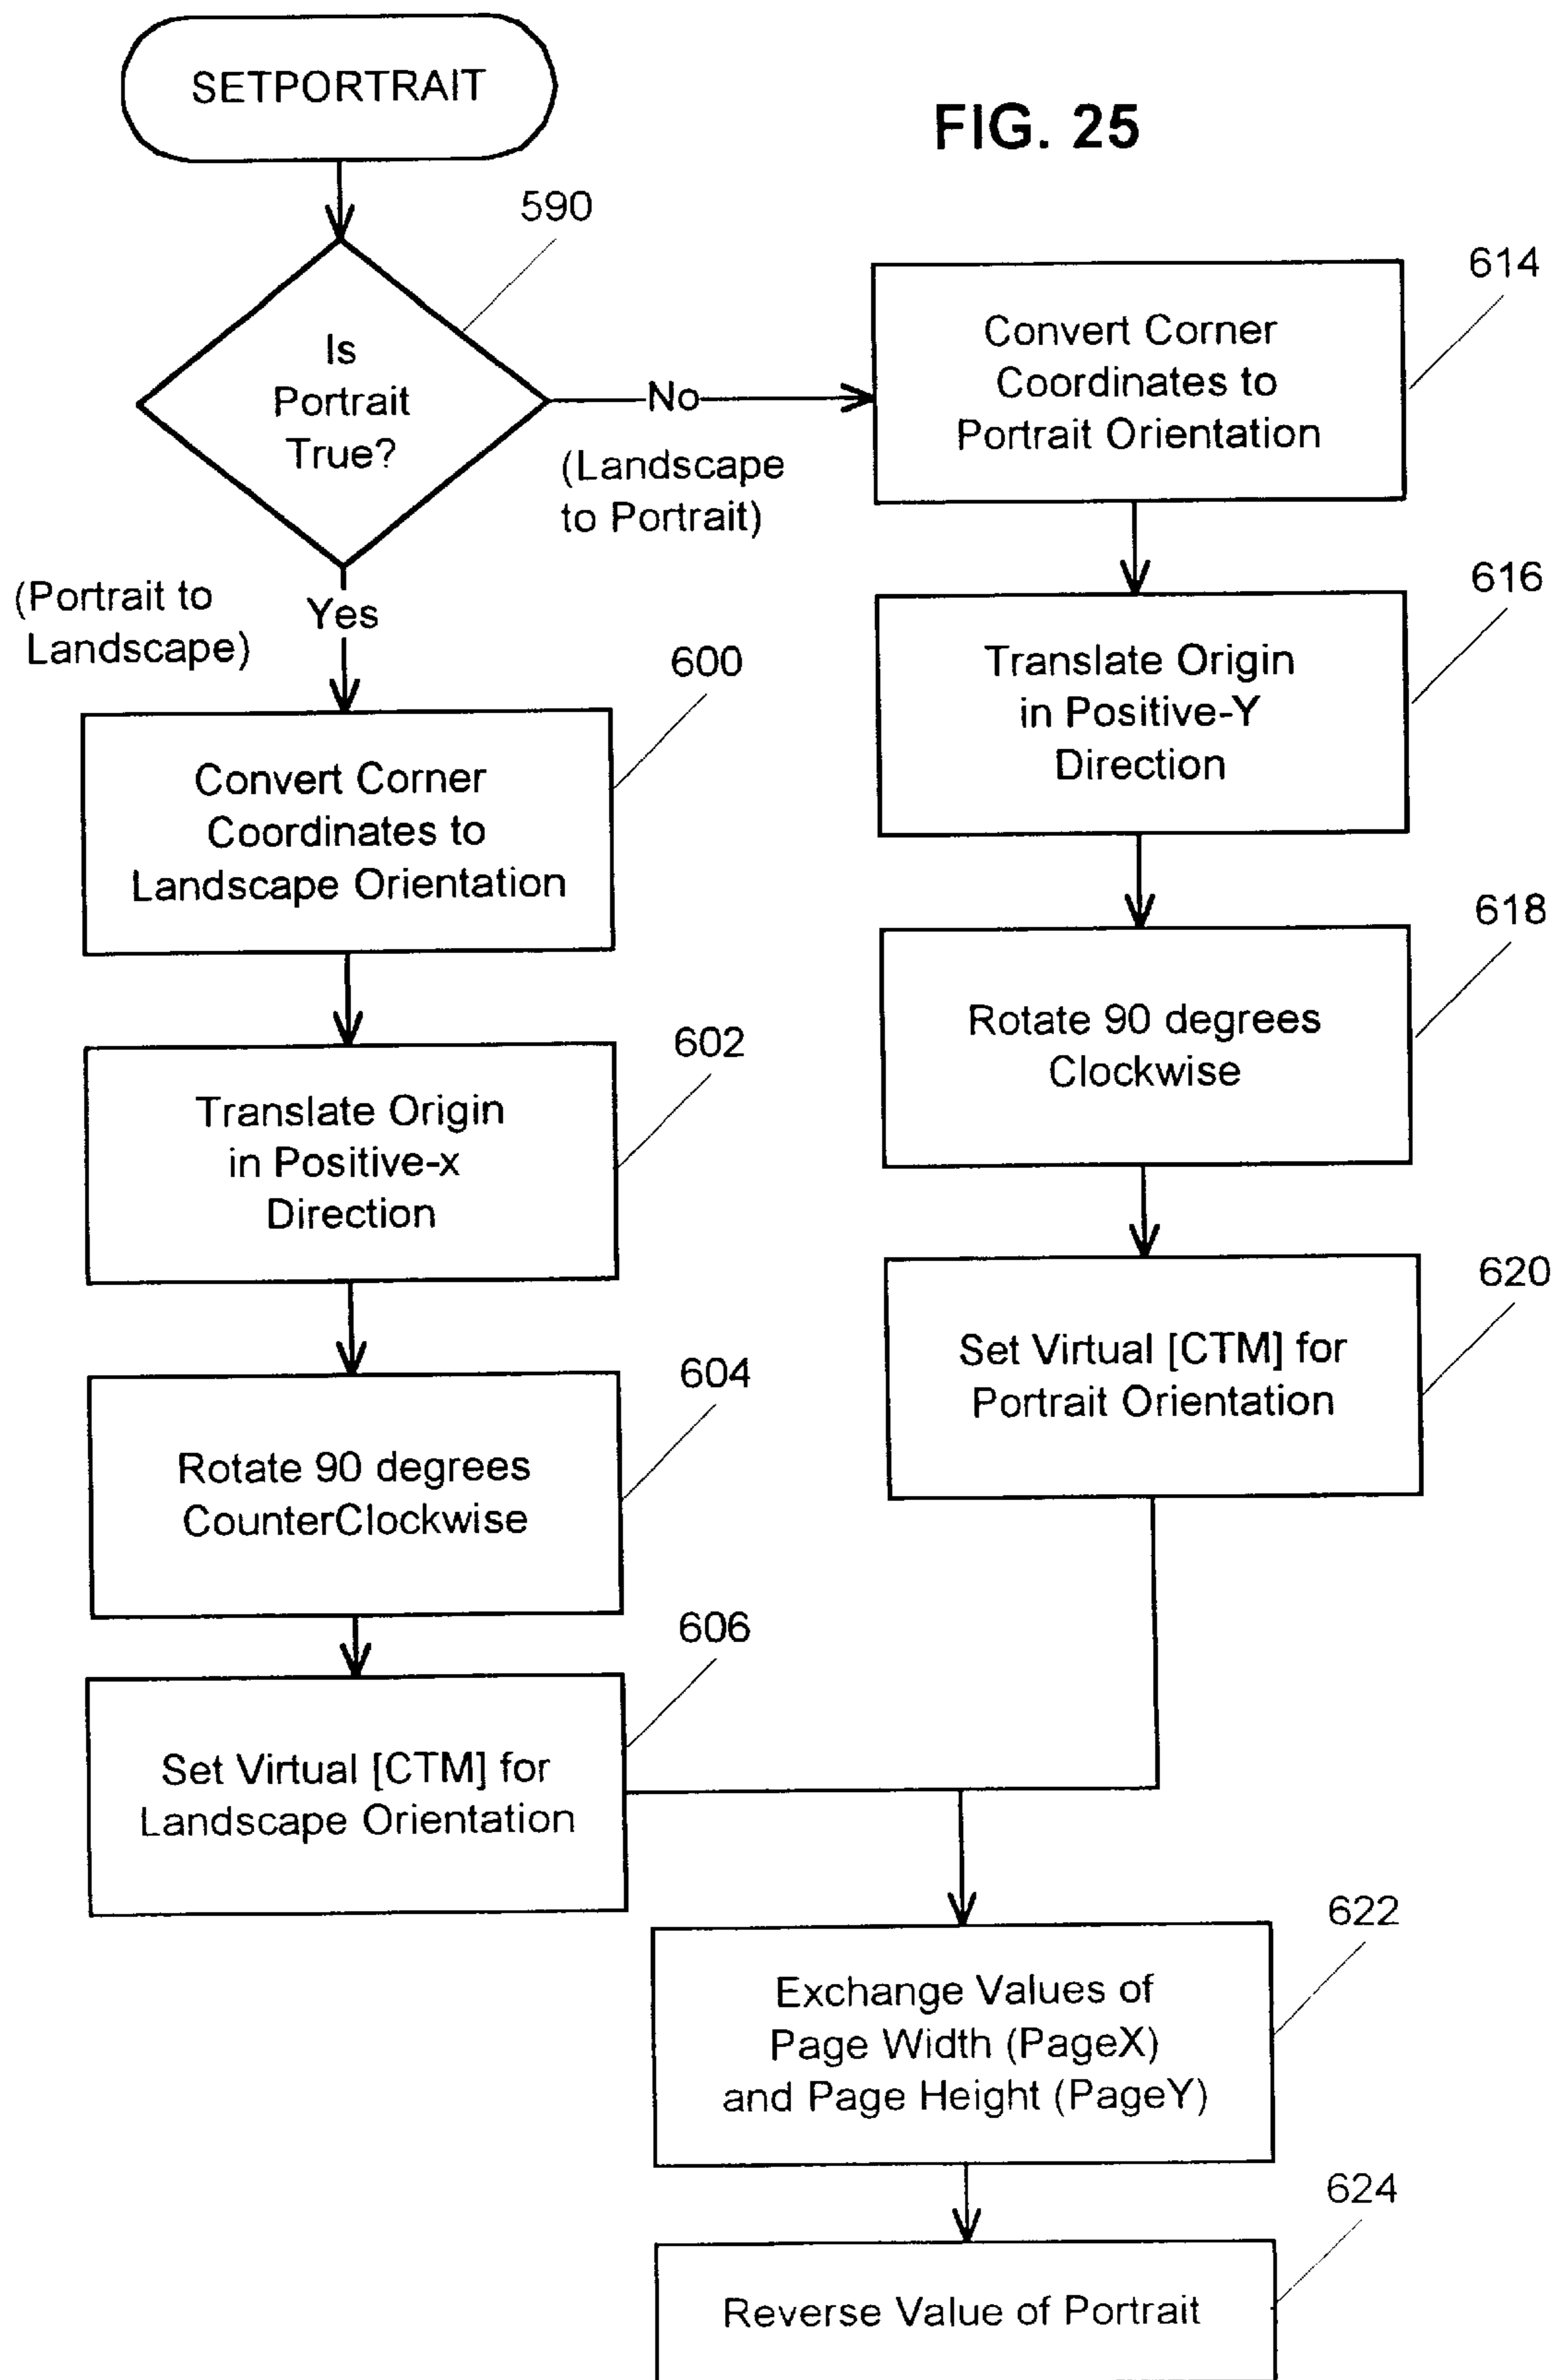 SETPORTRAIT
FIG. 25
590
Is
Portrait
True?
No
(Landscape
to Portrait)
(Portrait to
Landscape)
Yes
600
Convert Corner
Coordinates to
Landscape Orientation
602
Translate Origin
in Positive-x
Direction
604
Rotate 90 degrees
CounterClockwise
606
Set Virtual [CTM] for
Landscape Orientation
614
Convert Corner
Coordinates to
Portrait Orientation
616
Translate Origin
in Positive-Y
Direction
618
Rotate 90 degrees
Clockwise
620
Set Virtual [CTM] for
Portrait Orientation
622
Exchange Values of
Page Width (PageX)
and Page Height (PageY)
624
Reverse Value of Portrait